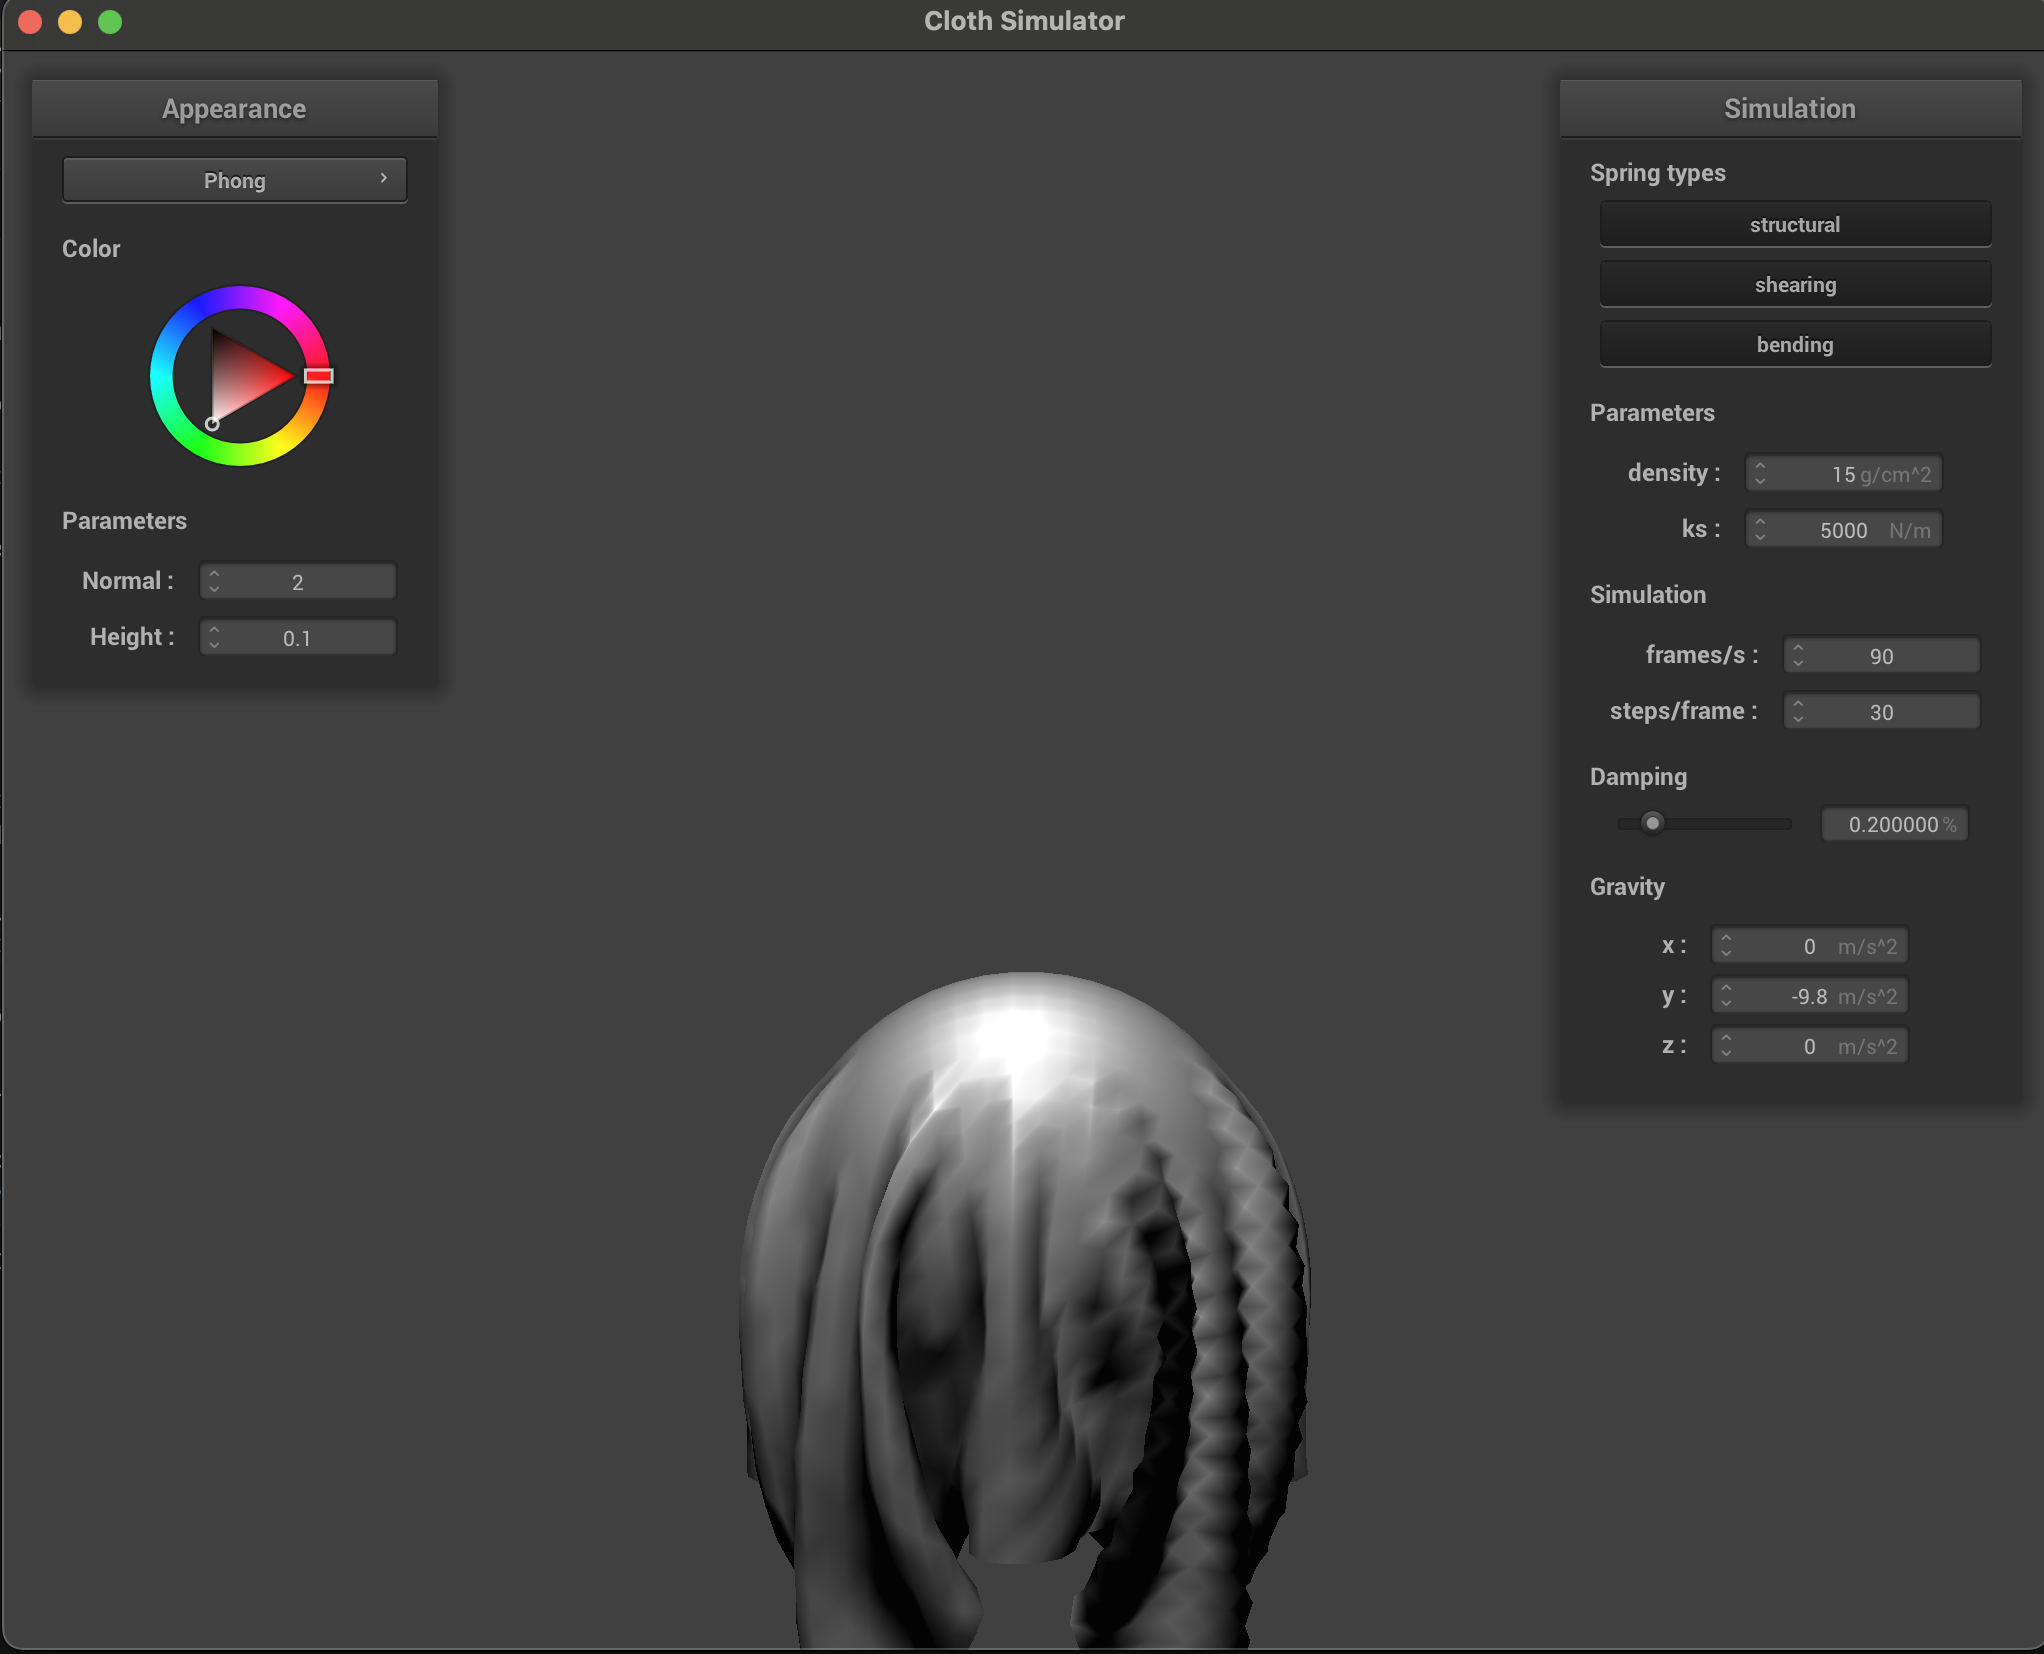 Cloth Simulator
Appearance
Phong
Color
Parameters
Normal : 2
Height : 0.1
Simulation
Spring types
structural
shearing
bending
Parameters
density : 15 g/cm^2
ks : 5000 N/m
Simulation
frames/s : 90
steps/frame : 30
Damping
0.200000 %
Gravity
x : 0 m/s^2
y : -9.8 m/s^2
z : 0 m/s^2